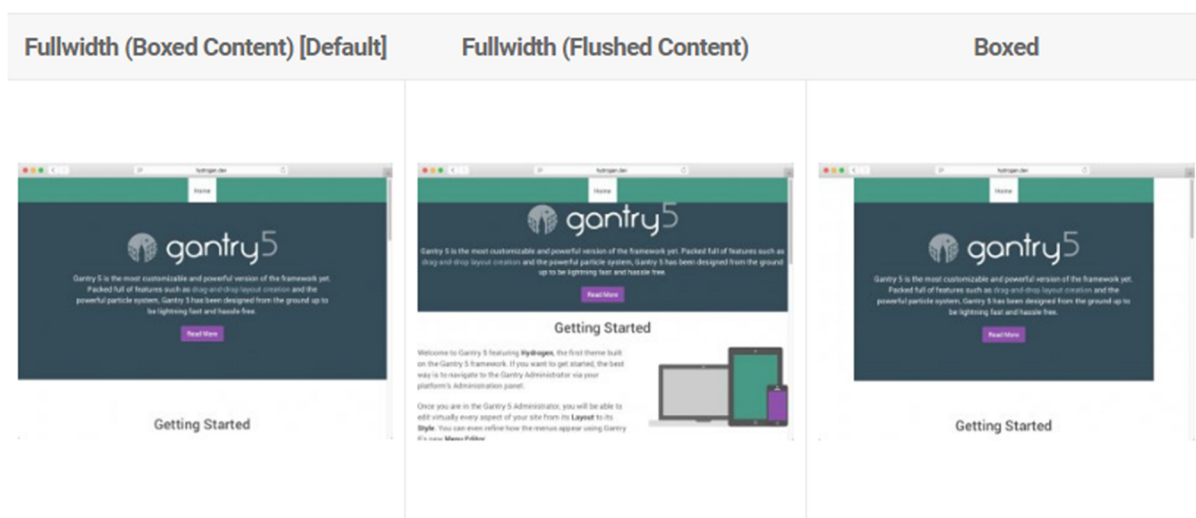 Fullwidth (Boxed Content) [Default]
Fullwidth (Flushed Content)
Boxed
hydrogen.dev
Home
gantry5
Gantry 5 is the most customizable and powerful version of the framework yet.
Packed full of features such as drag-and-drop layout creation and the
powerful particle system, Gantry 5 has been designed from the ground up to
be lightning fast and hassle free.
Read More
Getting Started
hydrogen.dev
Home
gantry5
Gantry 5 is the most customizable and powerful version of the framework yet. Packed full of features such as
drag-and-drop layout creation and the powerful particle system, Gantry 5 has been designed from the ground
up to be lightning fast and hassle free.
Read More
Getting Started
Welcome to Gantry 5 featuring Hydrogen, the first theme built
on the Gantry 5 framework. If you want to get started, the best
way is to navigate to the Gantry Administrator via your
platform's Administration panel.
Once you are in the Gantry 5 Administrator, you will be able to
edit virtually every aspect of your site from its Layout to its
Style. You can even refine how the menus appear using Gantry
5's new Menu Editor.
hydrogen.dev
Home
gantry5
Gantry 5 is the most customizable and powerful version of the framework yet.
Packed full of features such as drag-and-drop layout creation and the
powerful particle system, Gantry 5 has been designed from the ground up to
be lightning fast and hassle free.
Read More
Getting Started